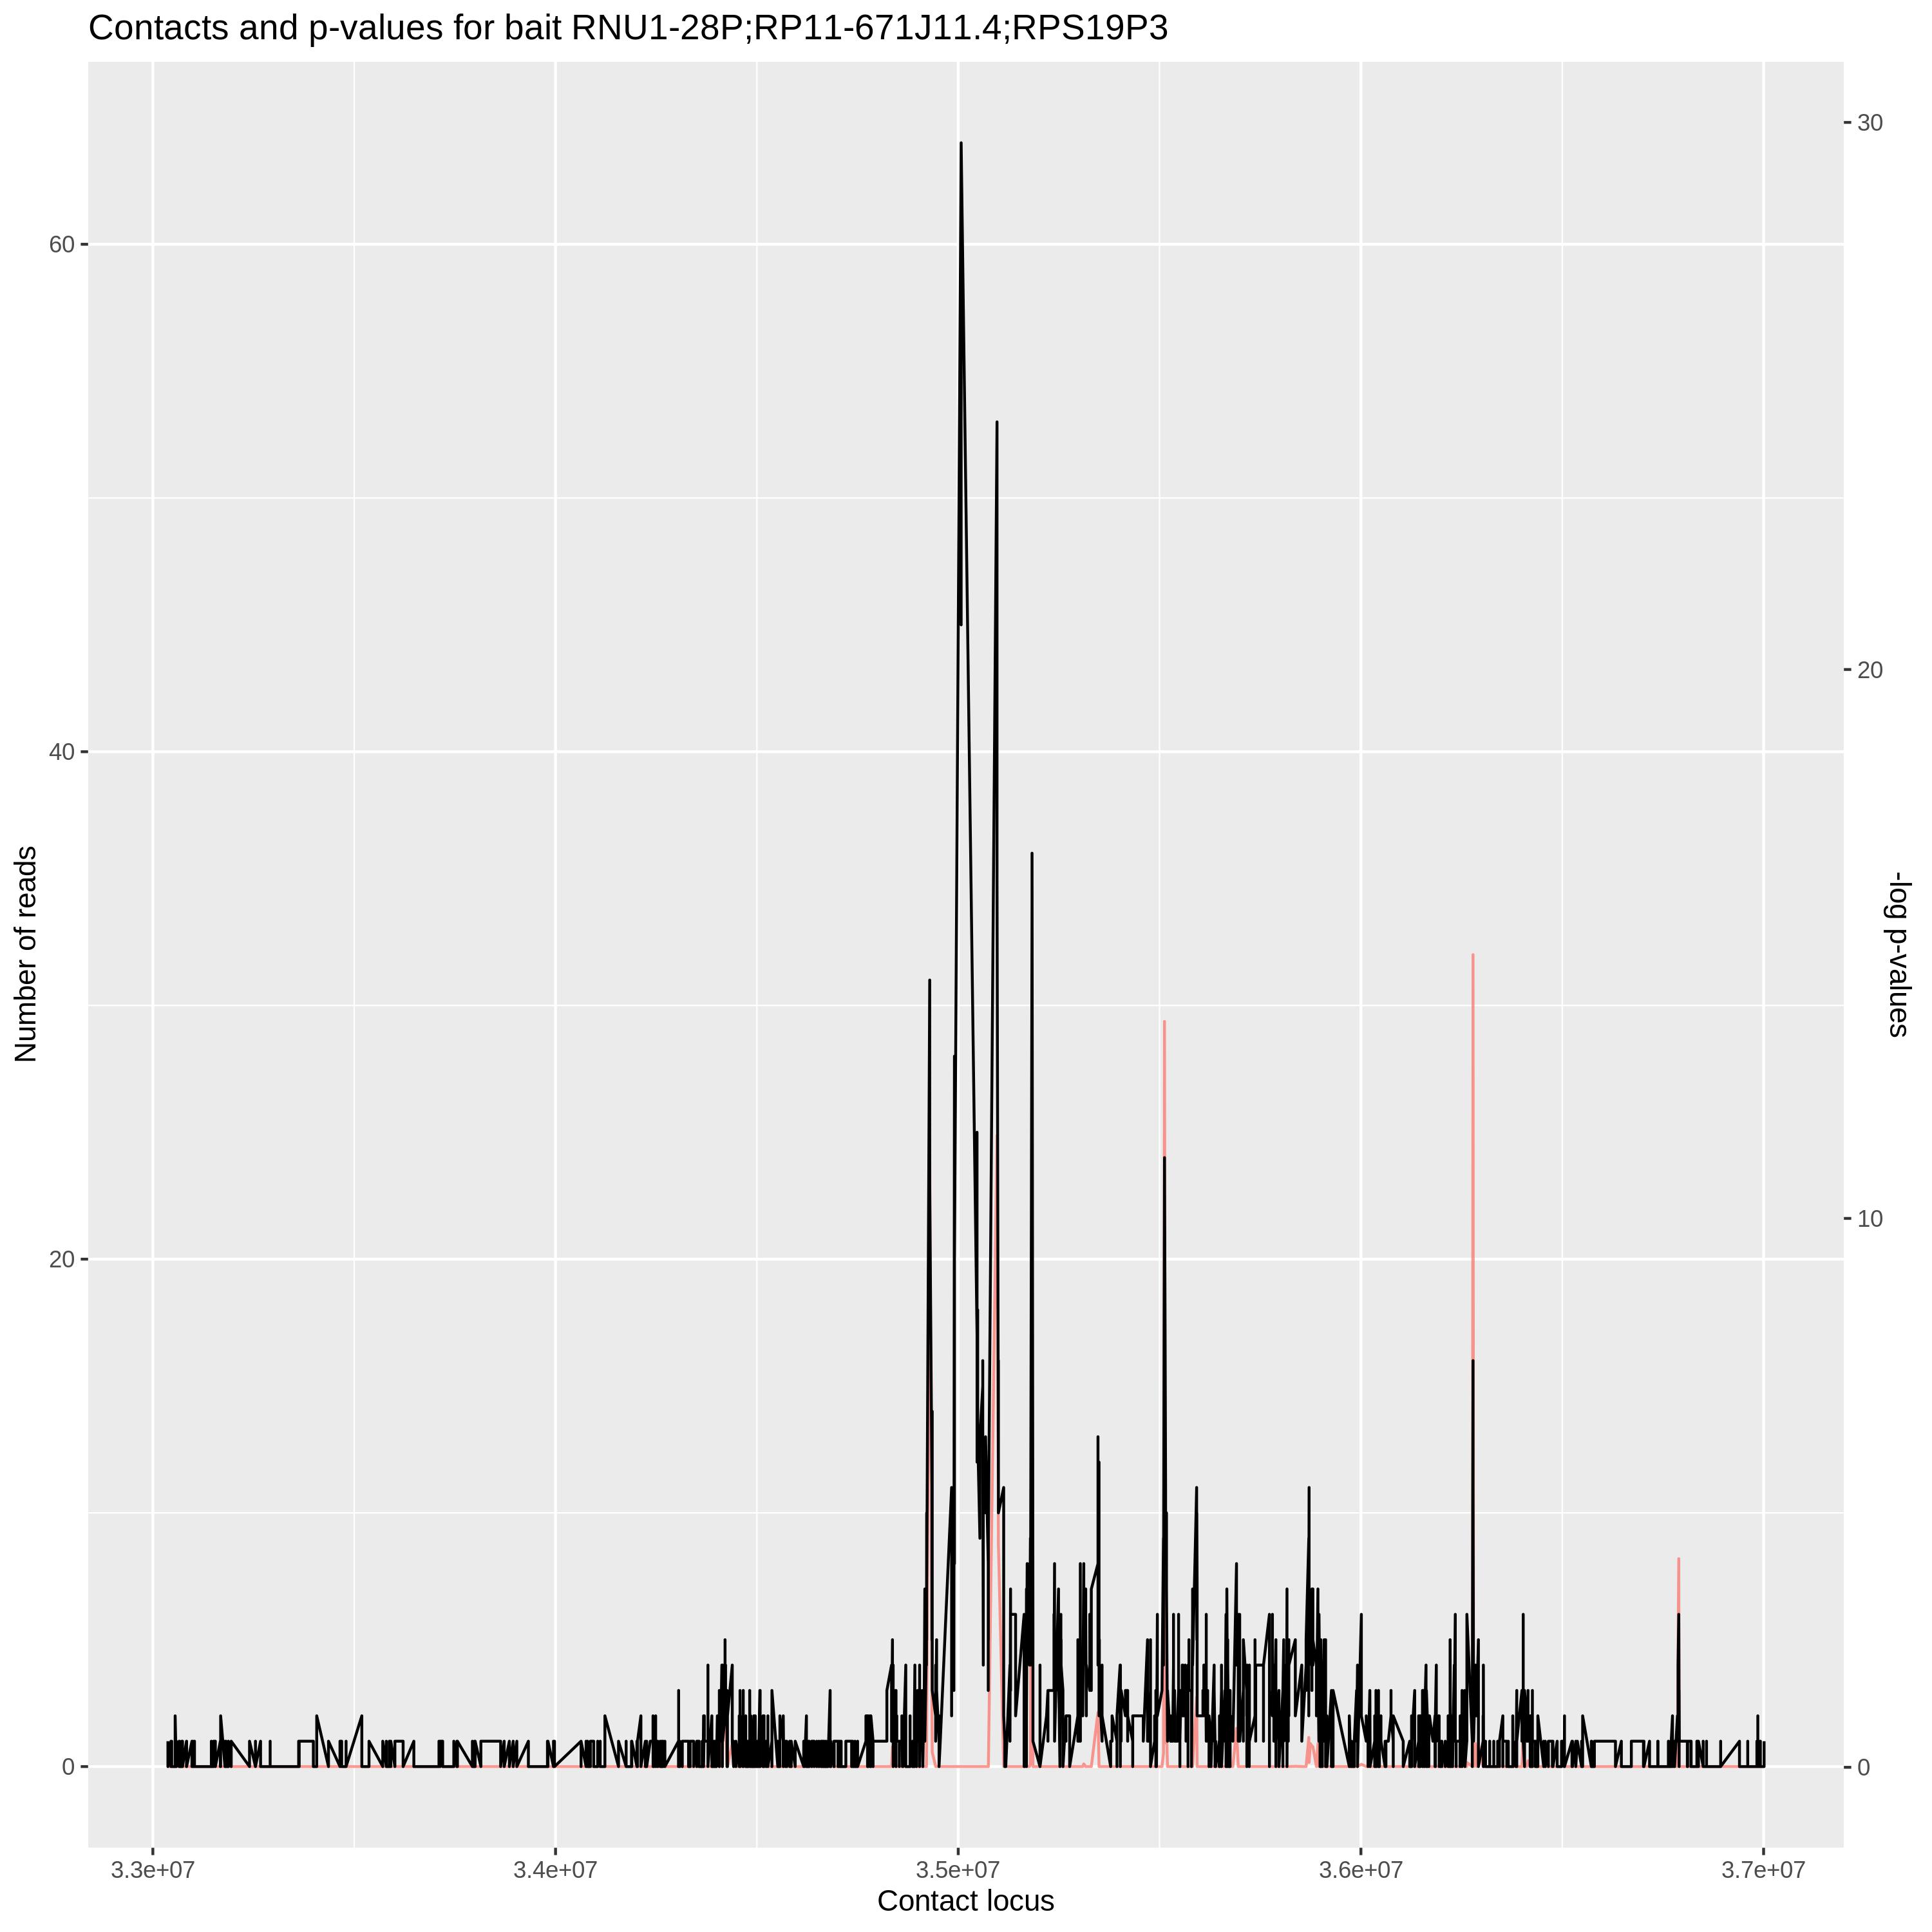 Contacts and p-values for bait RNU1-28P;RP11-671J11.4;RPS19P3
60
40
20
0
Number of reads
30
20
10
0
-log p-values
3.3e+07
3.4e+07
3.5e+07
3.6e+07
3.7e+07
Contact locus